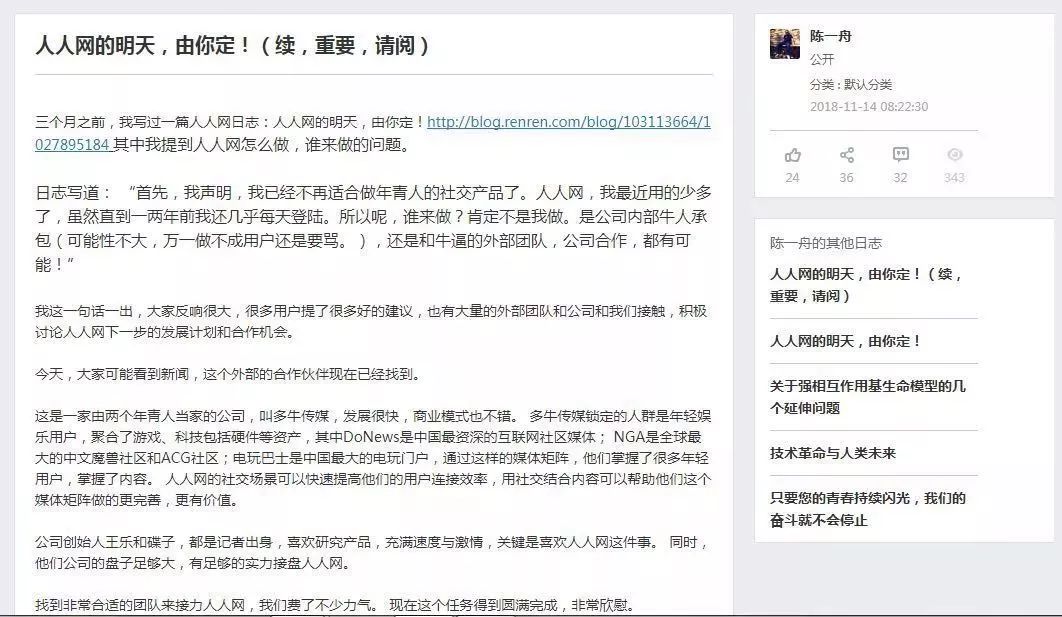 人人网的明天，由你定！（续，重要，请阅）
三个月之前，我写过一篇人人网日志：人人网的明天，由你定！http://blog.renren.com/blog/103113664/1
027895184 其中我提到人人网怎么做，谁来做的问题。
日志写道： “首先，我声明，我已经不再适合做年青人的社交产品了。人人网，我最近用的少多
了，虽然直到一两年前我还几乎每天登陆。所以呢，谁来做？肯定不是我做。是公司内部牛人承
包（可能性不大，万一做不成用户还是要骂。），还是和牛逼的外部团队，公司合作，都有可
能！”
我这一句话一出，大家反响很大，很多用户提了很多好的建议，也有大量的外部团队和公司和我们接触，积极
讨论人人网下一步的发展计划和合作机会。
今天，大家可能看到新闻，这个外部的合作伙伴现在已经找到。
这是一家由两个年青人当家的公司，叫多牛传媒，发展很快，商业模式也不错。 多牛传媒锁定的人群是年轻娱
乐用户，聚合了游戏、科技包括硬件等资产，其中DoNews是中国最资深的互联网社区媒体； NGA是全球最
大的中文魔兽社区和ACG社区；电玩巴士是中国最大的电玩门户，通过这样的媒体矩阵，他们掌握了很多年轻
用户，掌握了内容。 人人网的社交场景可以快速提高他们的用户连接效率，用社交结合内容可以帮助他们这个
媒体矩阵做的更完善，更有价值。
公司创始人王乐和碟子，都是记者出身，喜欢研究产品，充满速度与激情，关键是喜欢人人网这件事。 同时，
他们公司的盘子足够大，有足够的实力接盘人人网。
找到非常合适的团队来接力人人网，我们费了不少力气。 现在这个任务得到圆满完成，非常欣慰。
陈一舟
公开
分类：默认分类
2018-11-14 08:22:30
24 36 32 343
陈一舟的其他日志
人人网的明天，由你定！（续，
重要，请阅）
人人网的明天，由你定！
关于强相互作用基生命模型的几
个延伸问题
技术革命与人类未来
只要您的青春持续闪光，我们的
奋斗就不会停止